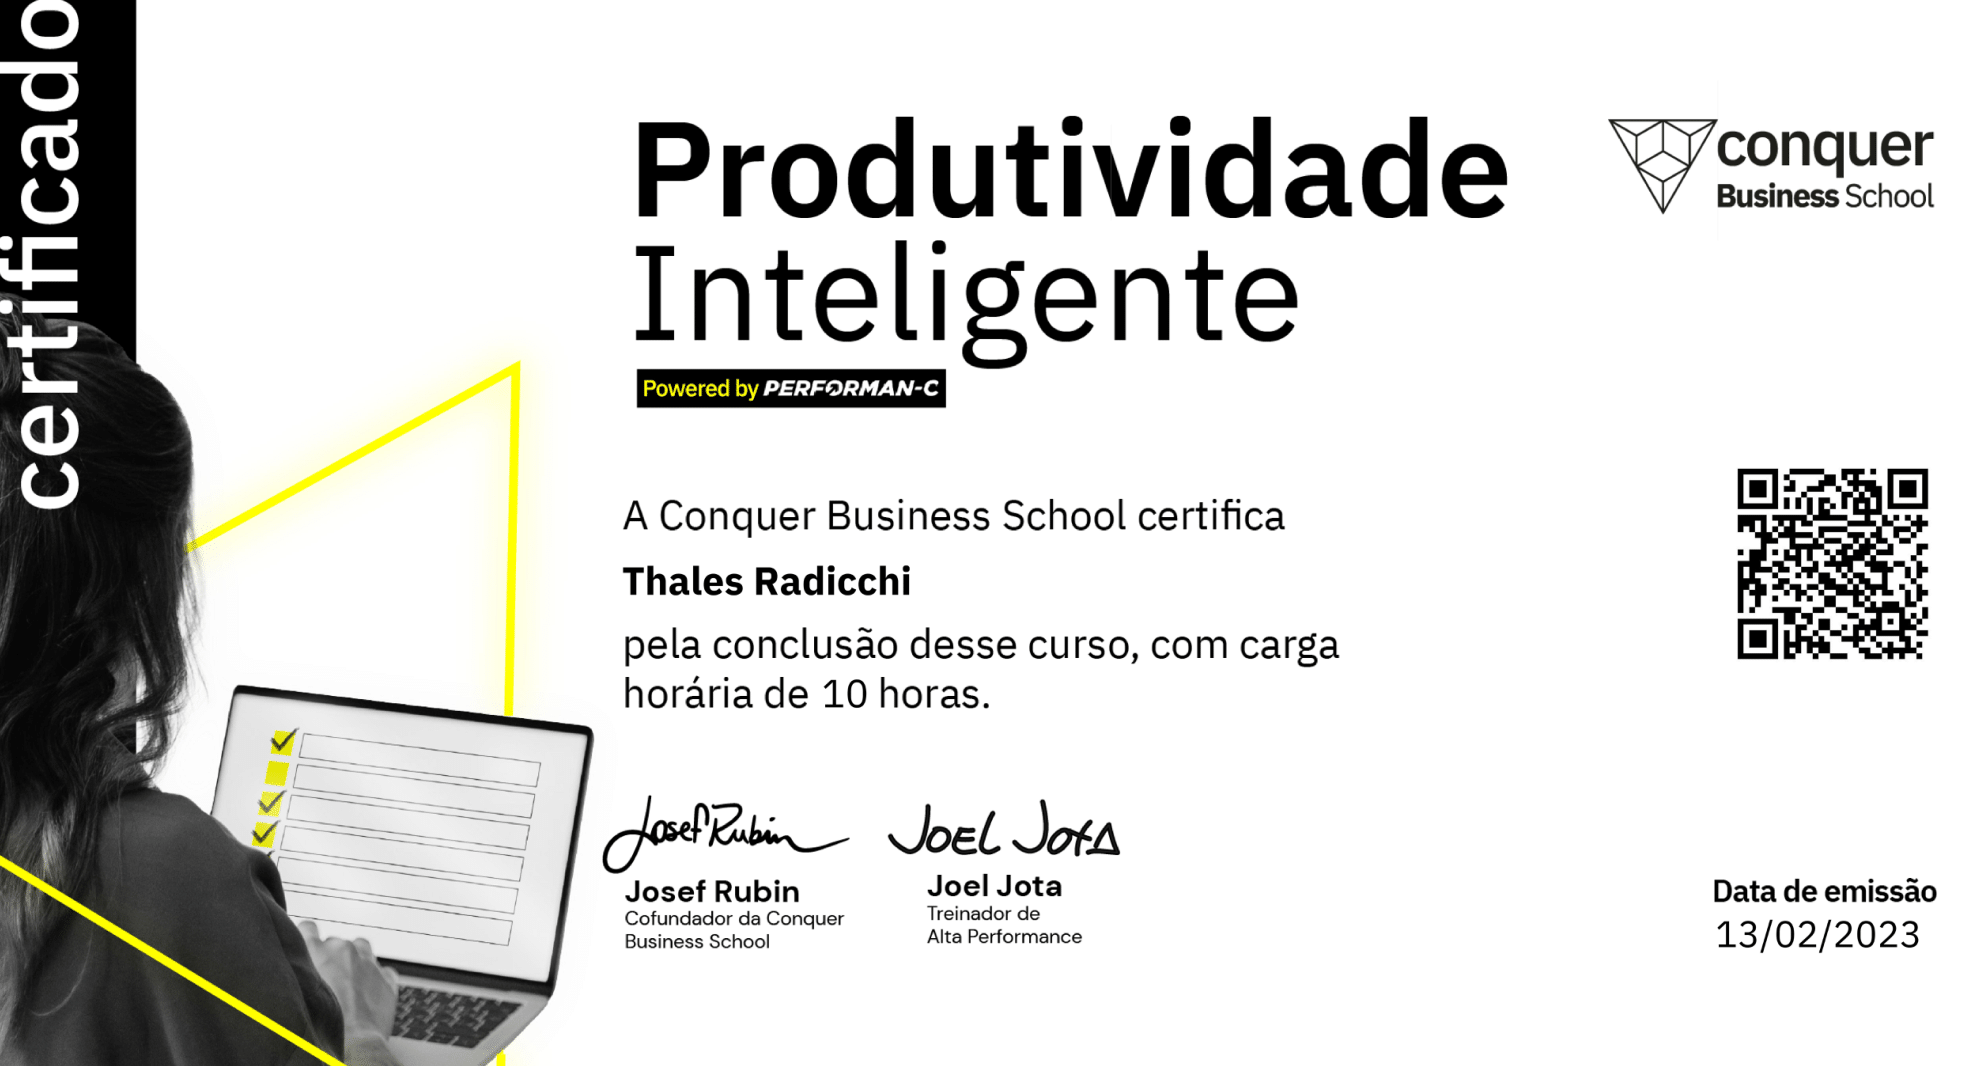 certificado
Produtividade
Inteligente
Powered by PERFORMAN-C
conquer
Business School
A Conquer Business School certifica
Thales Radicchi
pela conclusão desse curso, com carga
horária de 10 horas.
Josef Rubin
Josef Rubin
Cofundador da Conquer
Business School
JOEL JOTA
Joel Jota
Treinador de
Alta Performance
Data de emissão
13/02/2023